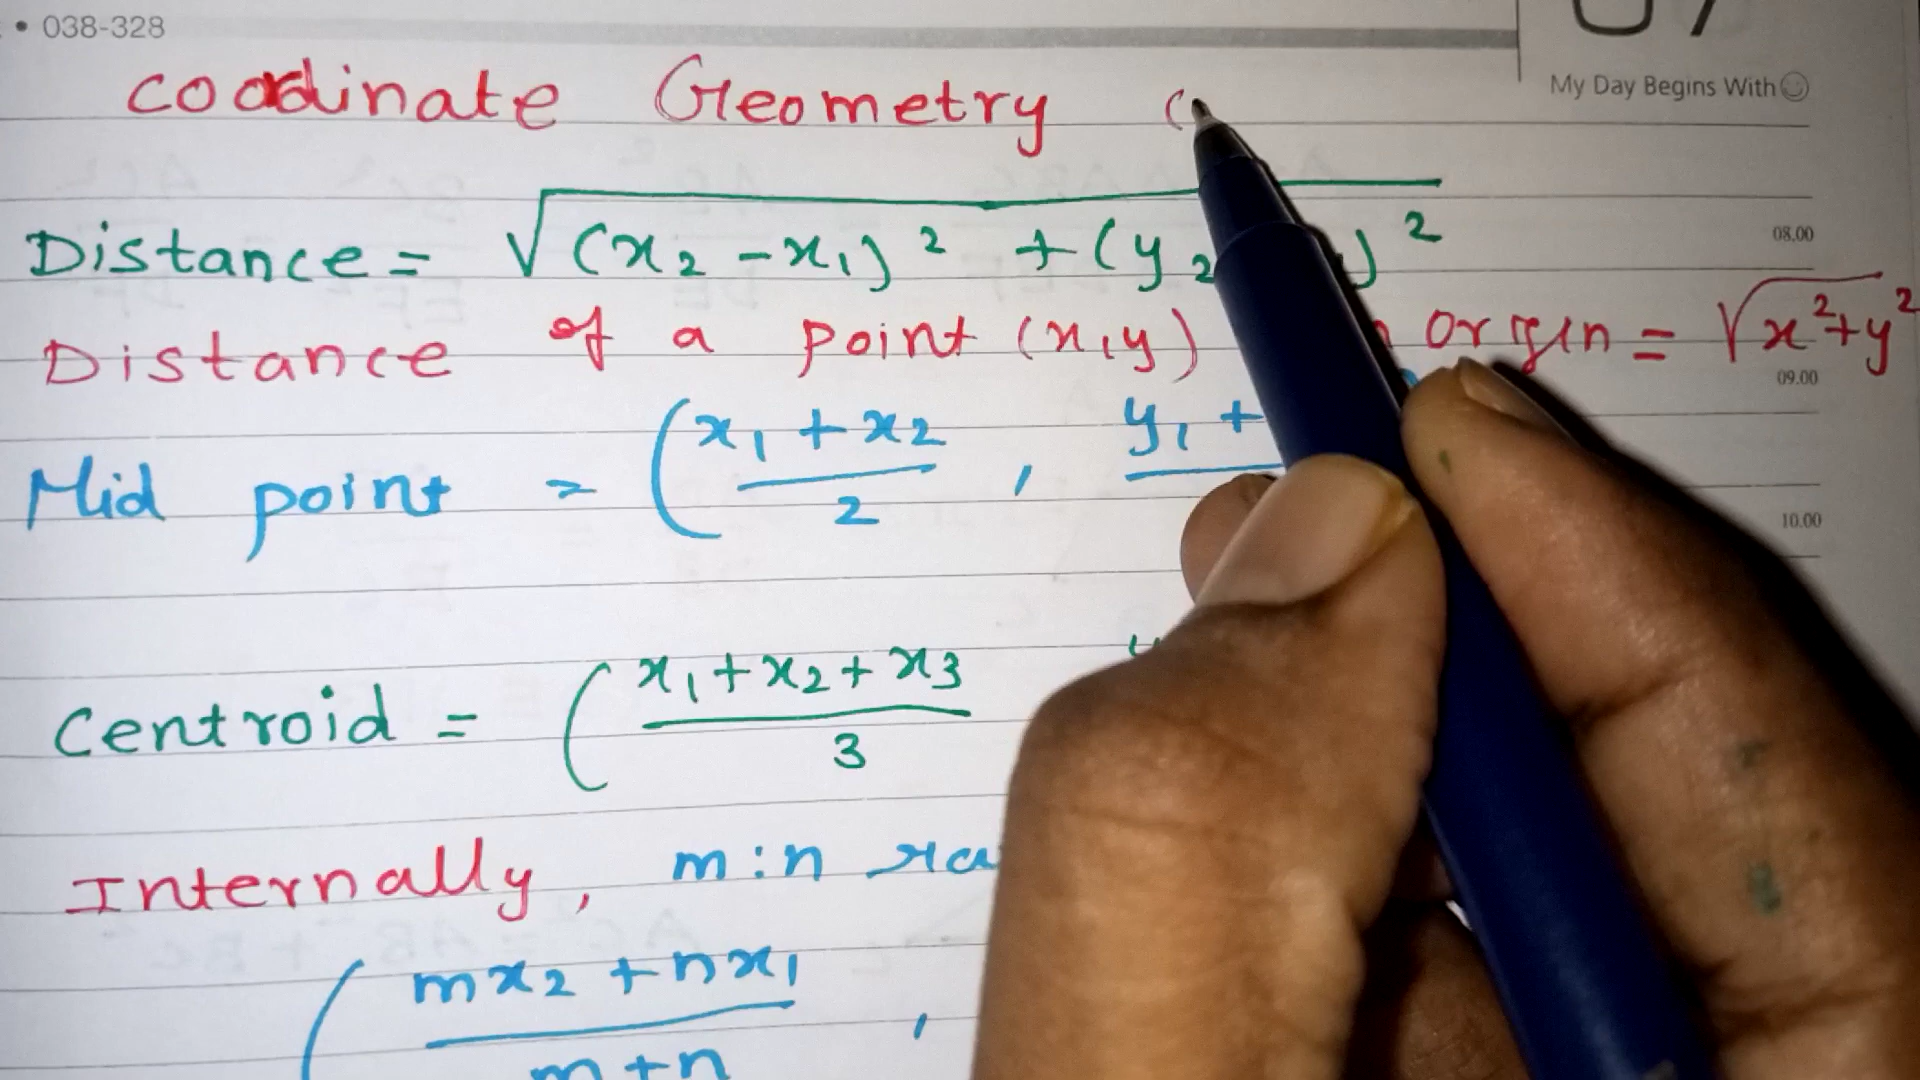 • 038-328
My Day Begins With
Coordinate Geometry (
08.00
Distance = √(x₂ - x₁)² + (y₂ )²
Distance of a point (x,y) origin = √x²+y²
09.00
Mid point = (x₁ + x₂ / 2 , y₁ +
10.00
Centroid = (x₁ + x₂ + x₃ / 3
Internally, m:n
(mx₂ + nx₁ / m+n ,